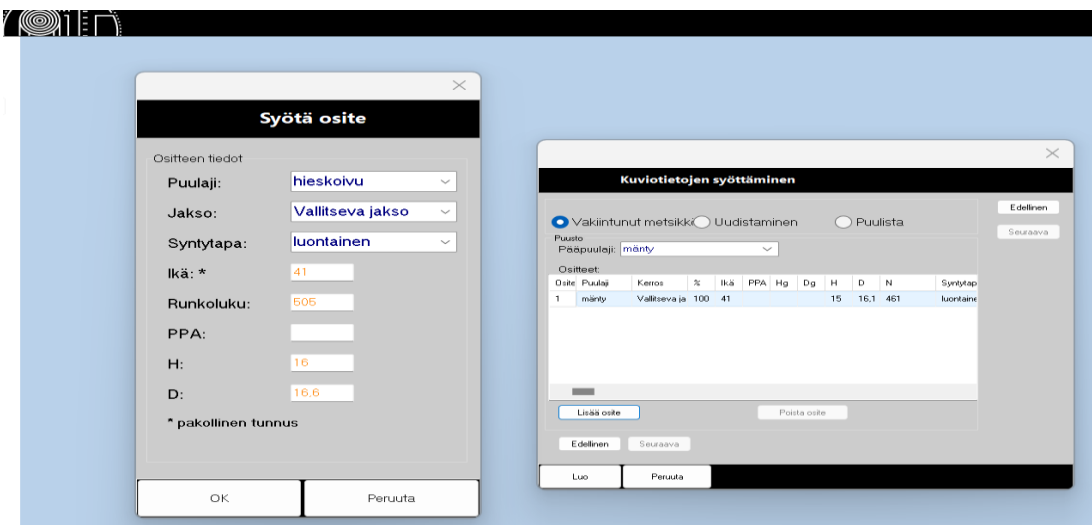 Syötä osite
Ositteen tiedot
Puulaji: hieskoivu
Jakso: Vallitseva jakso
Syntytapa: luontainen
Ikä: * 41
Runkoluku: 505
PPA:
H: 16
D: 16,6
* pakollinen tunnus
OK Peruuta
Kuviotietojen syöttäminen
Vakiintunut metsikkö Uudistaminen Puulista
Edellinen
Seuraava
Puusto
Pääpuulaji: mänty
Ositteet:
Osite Puulaji Kerros % Ikä PPA Hg Dg H D N Syntytap
1 mänty Vallitseva ja 100 41 15 16,1 461 luontaine
Lisää osite Poista osite
Edellinen Seuraava
Luo Peruuta